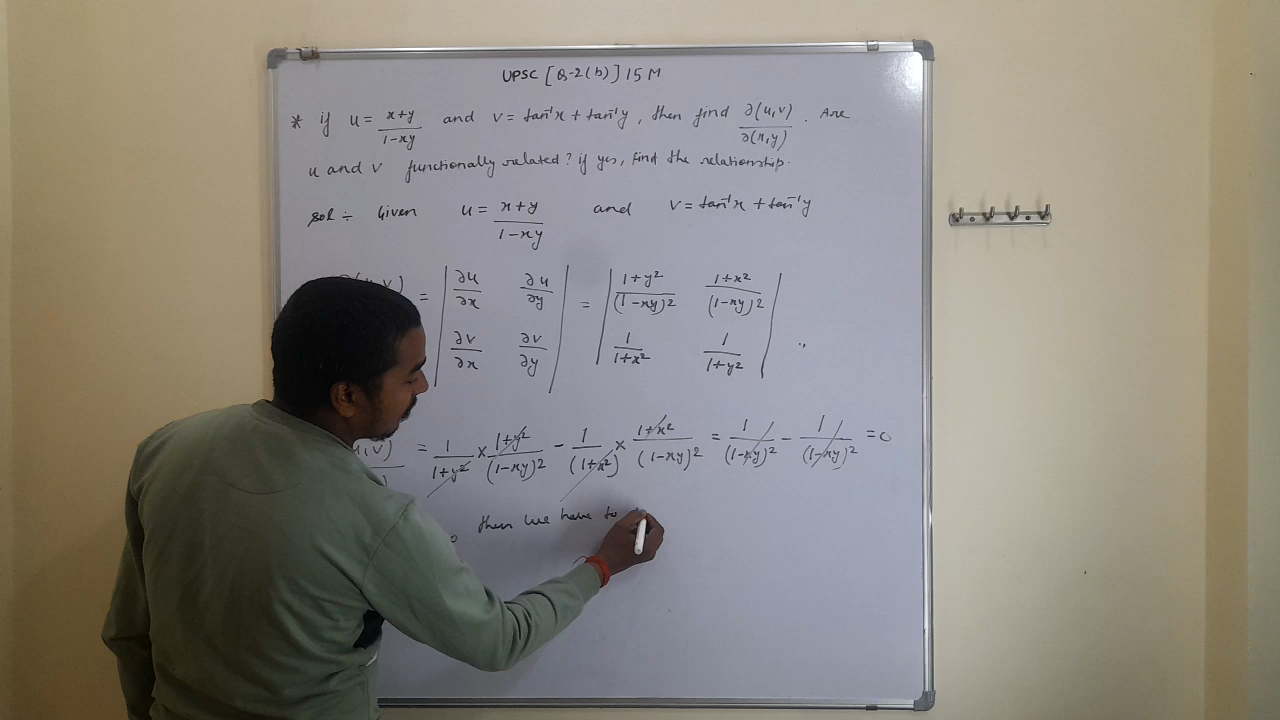 UPSC [Q-2(b)] 15 M
* if u = x+y/1-xy and v = tan⁻¹x + tan⁻¹y, then find ∂(u,v)/∂(x,y). Are
u and v functionally related? if yes, find the relationship.
Sol ÷ Given u = x+y/1-xy and v = tan⁻¹x + tan⁻¹y
= | ∂u/∂x ∂u/∂y | = | 1+y²/(1-xy)² 1+x²/(1-xy)² |
| ∂v/∂x ∂v/∂y | | 1/1+x² 1/1+y² |
u,v) = 1/1+y² × 1+y²/(1-xy)² - 1/(1+x²) × 1+x²/(1-xy)² = 1/(1-xy)² - 1/(1-xy)² = 0
then we have to